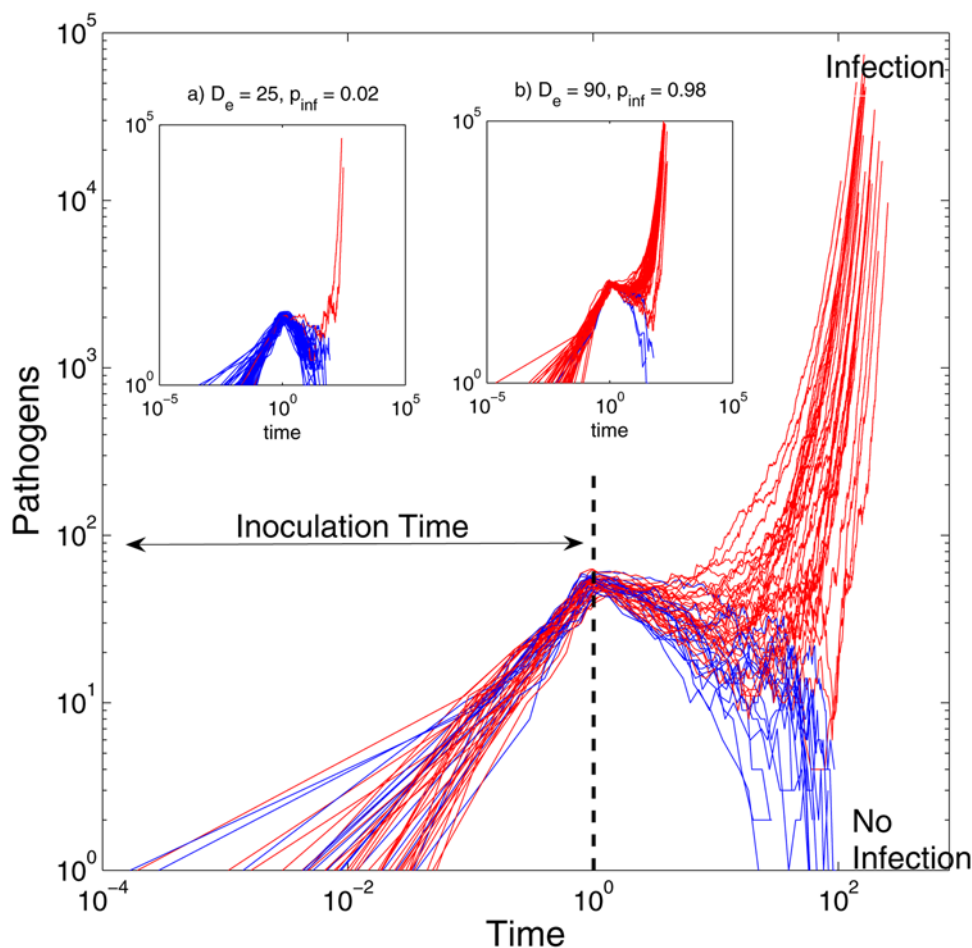 10^5
Infection
a) D_e = 25, p_inf = 0.02
b) D_e = 90, p_inf = 0.98
10^5
10^5
10^4
10^3
10^0
10^0
10^-5
10^0
10^5
10^-5
10^0
10^5
time
time
Pathogens
10^2
Inoculation Time
10^1
No
Infection
10^0
10^-4
10^-2
10^0
10^2
Time